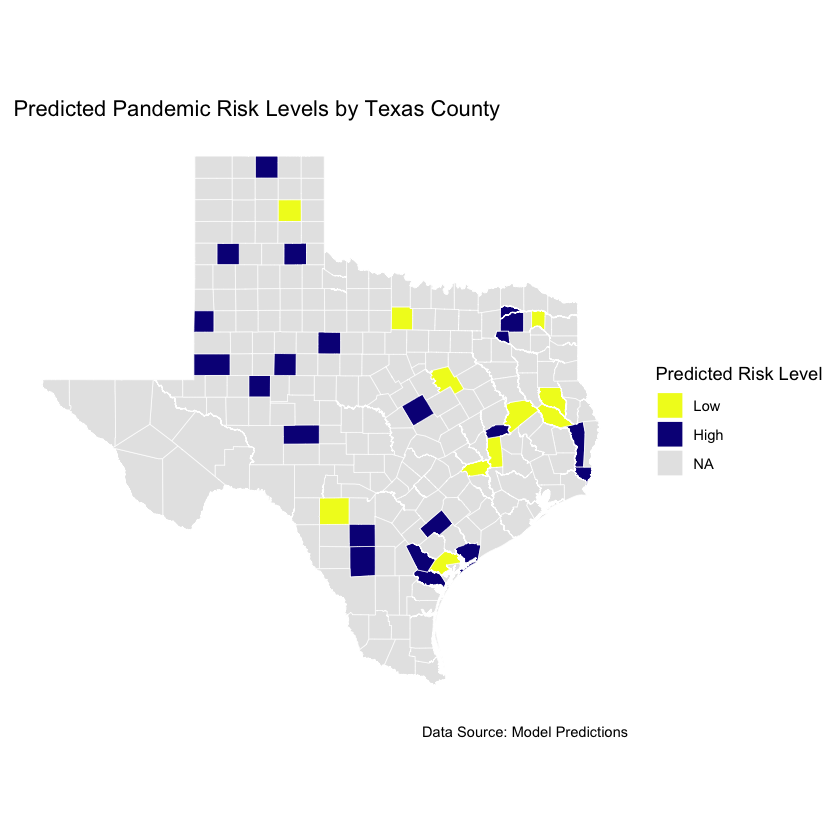 Predicted Pandemic Risk Levels by Texas County
Predicted Risk Level
Low
High
NA
Data Source: Model Predictions